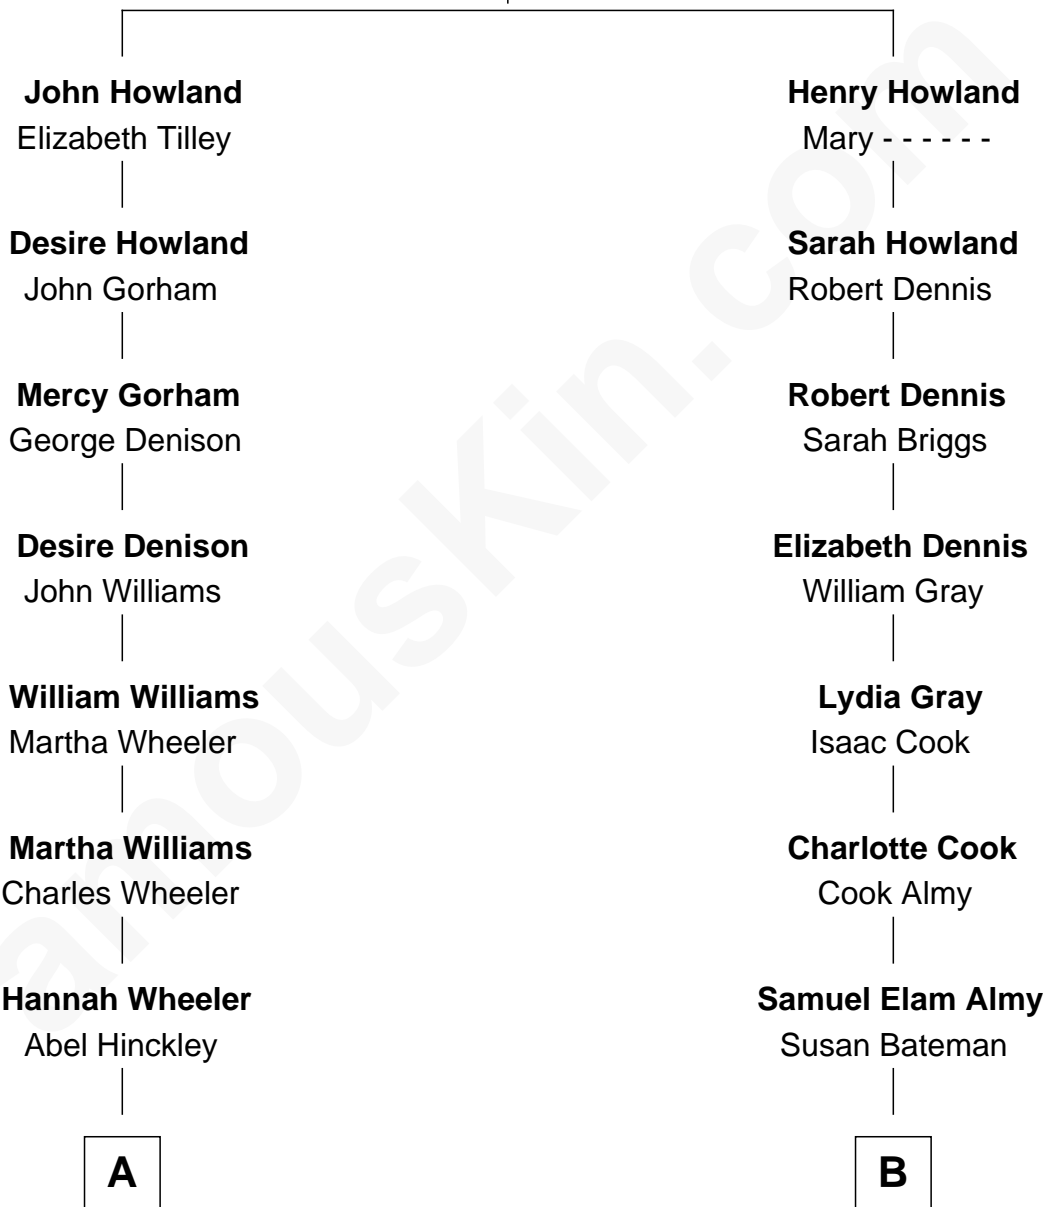 John Howland
Elizabeth Tilley
Henry Howland
Mary - - - - - -
Desire Howland
John Gorham
Sarah Howland
Robert Dennis
Mercy Gorham
George Denison
Robert Dennis
Sarah Briggs
Desire Denison
John Williams
Elizabeth Dennis
William Gray
William Williams
Martha Wheeler
Lydia Gray
Isaac Cook
Martha Williams
Charles Wheeler
Charlotte Cook
Cook Almy
Hannah Wheeler
Abel Hinckley
Samuel Elam Almy
Susan Bateman
A
B
amouskin.com